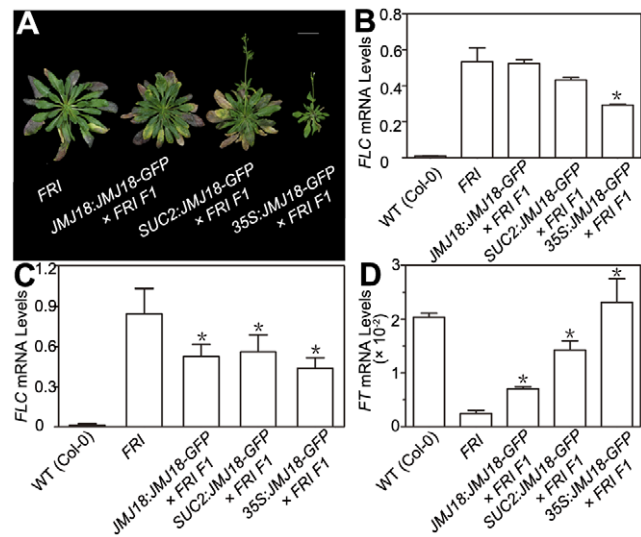 A
FRI
JMJ18:JMJ18-GFP
× FRI F1
SUC2:JMJ18-GFP
× FRI F1
35S:JMJ18-GFP
× FRI F1
B
FLC mRNA Levels
0.8
0.6
0.4
0.2
0
WT (Col-0)
FRI
JMJ18:JMJ18-GFP
× FRI F1
SUC2:JMJ18-GFP
× FRI F1
35S:JMJ18-GFP
× FRI F1
*
C
FLC mRNA Levels
1.2
0.9
0.6
0.3
0
WT (Col-0)
FRI
JMJ18:JMJ18-GFP
× FRI F1
SUC2:JMJ18-GFP
× FRI F1
35S:JMJ18-GFP
× FRI F1
*
*
*
D
FT mRNA Levels
(× 10⁻²)
3
2
1
0
WT (Col-0)
FRI
JMJ18:JMJ18-GFP
× FRI F1
SUC2:JMJ18-GFP
× FRI F1
35S:JMJ18-GFP
× FRI F1
*
*
*